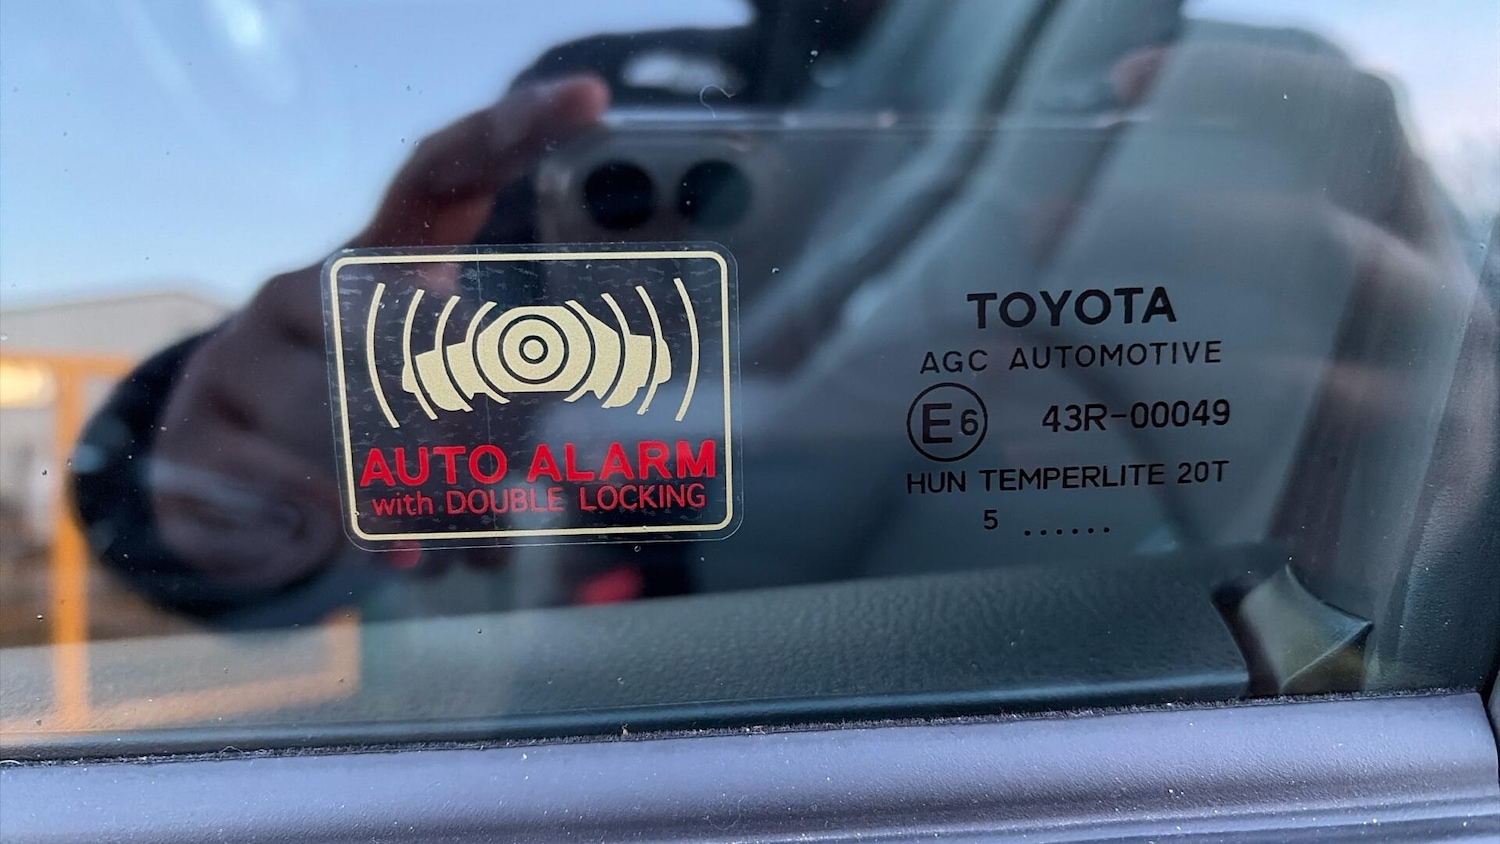 AUTO ALARM
with DOUBLE LOCKING
TOYOTA
AGC AUTOMOTIVE
E6 43R-00049
HUN TEMPERLITE 20T
5 ......